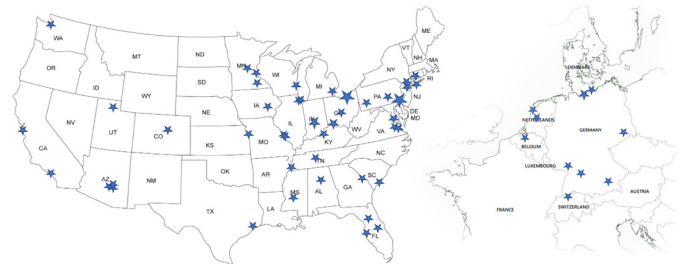 WA
MT
ND
MN
ME
VT
NH
MA
NY
RI
OR
ID
WY
SD
WI
MI
NE
IA
PA
NJ
DE
MD
NV
UT
CO
KS
MO
IL
IN
KY
WV
VA
CA
AZ
NM
OK
AR
TN
NC
SC
MS
AL
GA
TX
LA
FL
DENMARK
NETHERLANDS
GERMANY
BELGIUM
LUXEMBOURG
AUSTRIA
SWITZERLAND
FRANCE